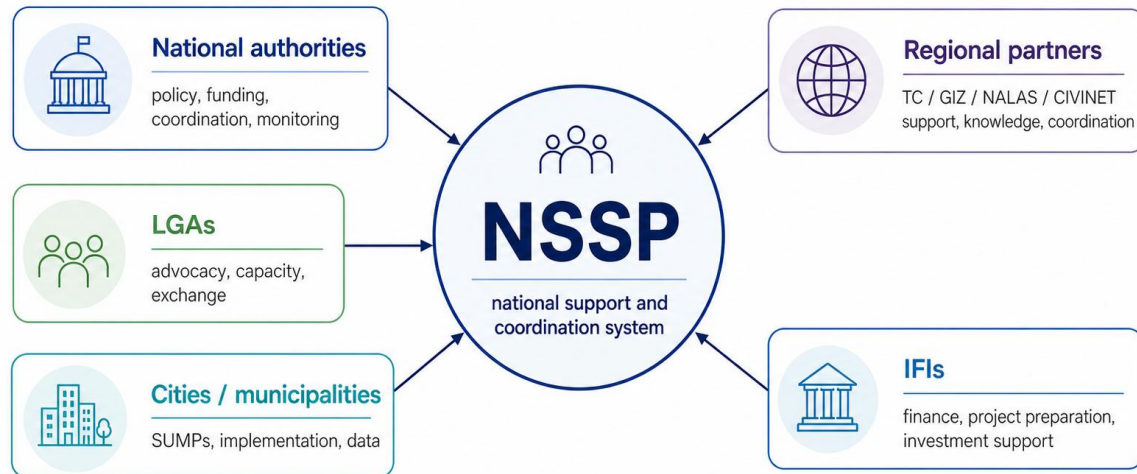 National authorities
policy, funding,
coordination, monitoring
LGAs
advocacy, capacity,
exchange
Cities / municipalities
SUMPs, implementation, data
NSSP
national support and
coordination system
Regional partners
TC / GIZ / NALAS / CIVINET
support, knowledge, coordination
IFIs
finance, project preparation,
investment support